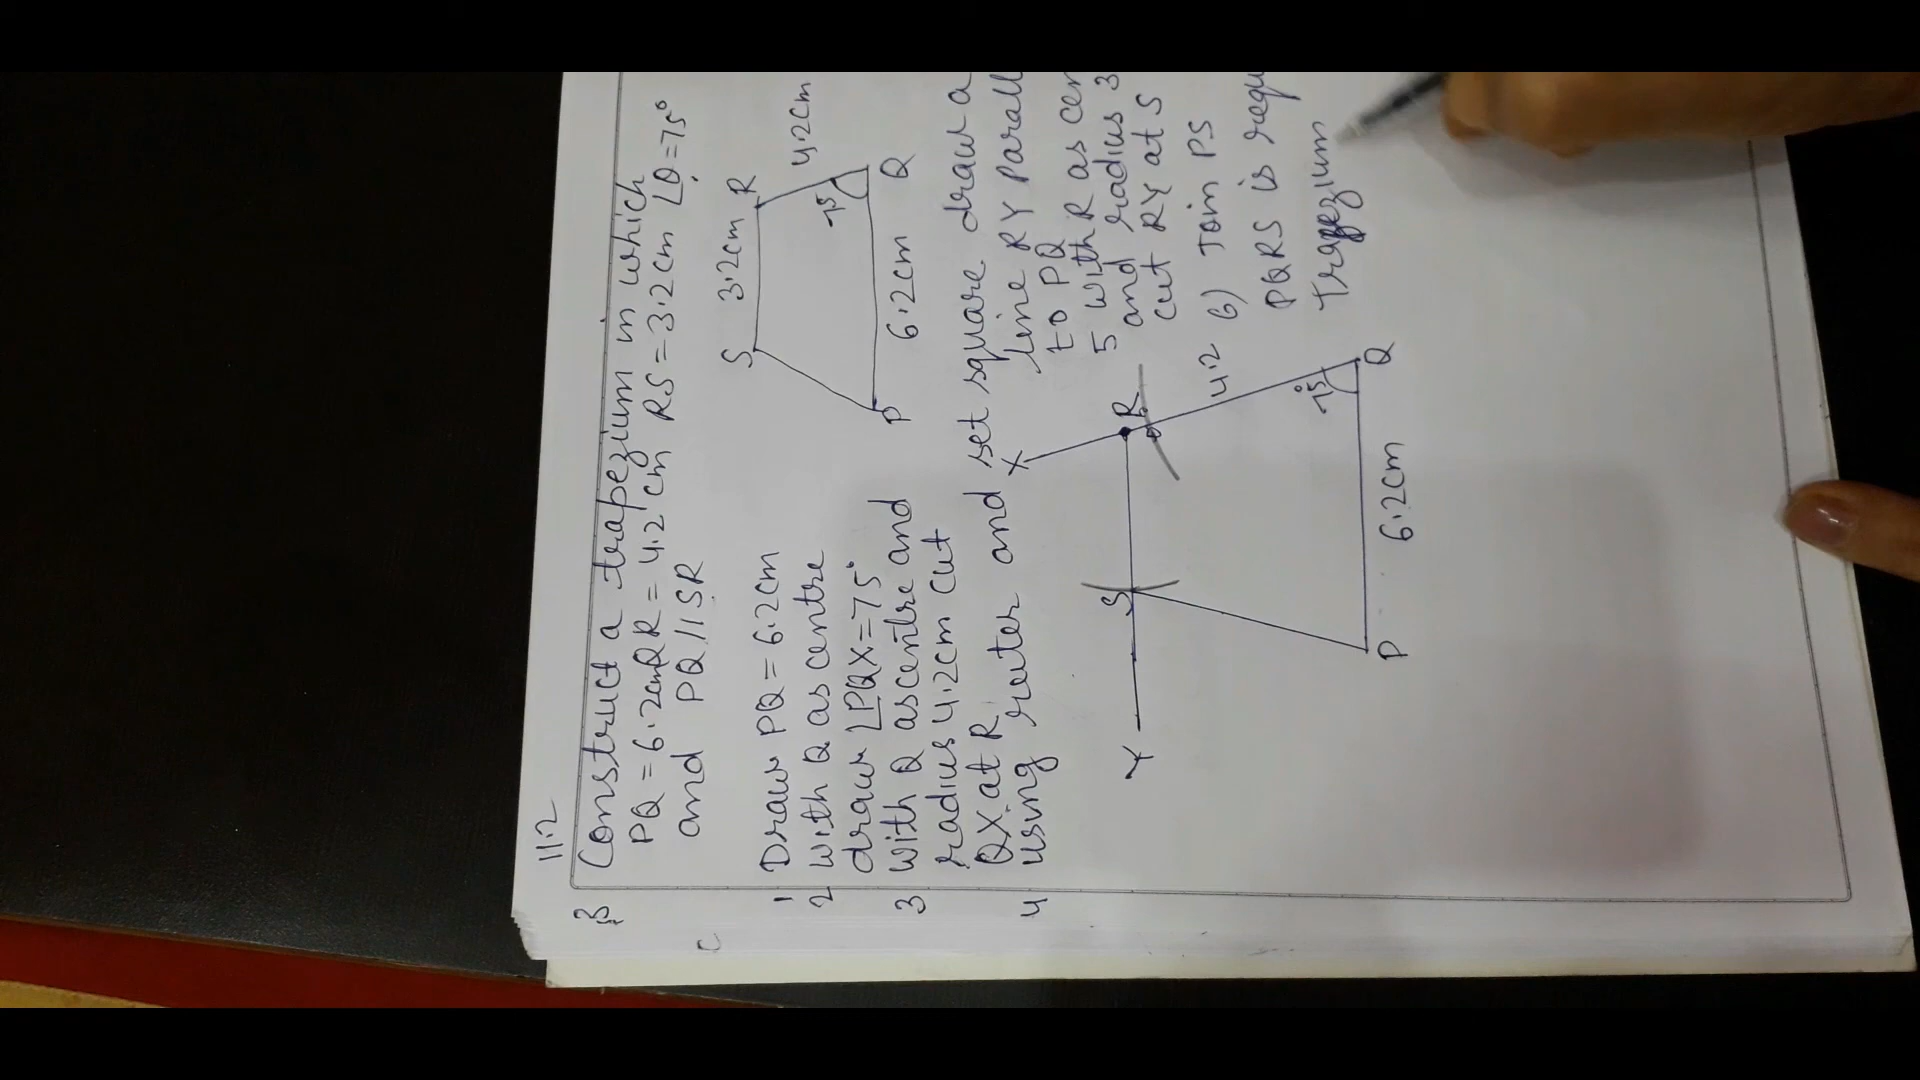 11.2
3 Construct a trapezium in which
PQ = 6.2cm QR = 4.2 cm RS = 3.2cm ∠Q = 75°
and PQ || SR
S 3.2cm R
4.2cm
75
P 6.2cm Q
1 Draw PQ = 6.2cm
2 With Q as centre
draw ∠PQX = 75°
3 With Q as centre and
radius 4.2cm cut
QX at R
4 using ruler and set square draw a
line RY Parall
to PQ
5 with R as cen
and radius 3
cut RY at S
6) Join PS
PQRS is requ
Trapezium
X
Y S R
4.2
75°
P 6.2cm Q